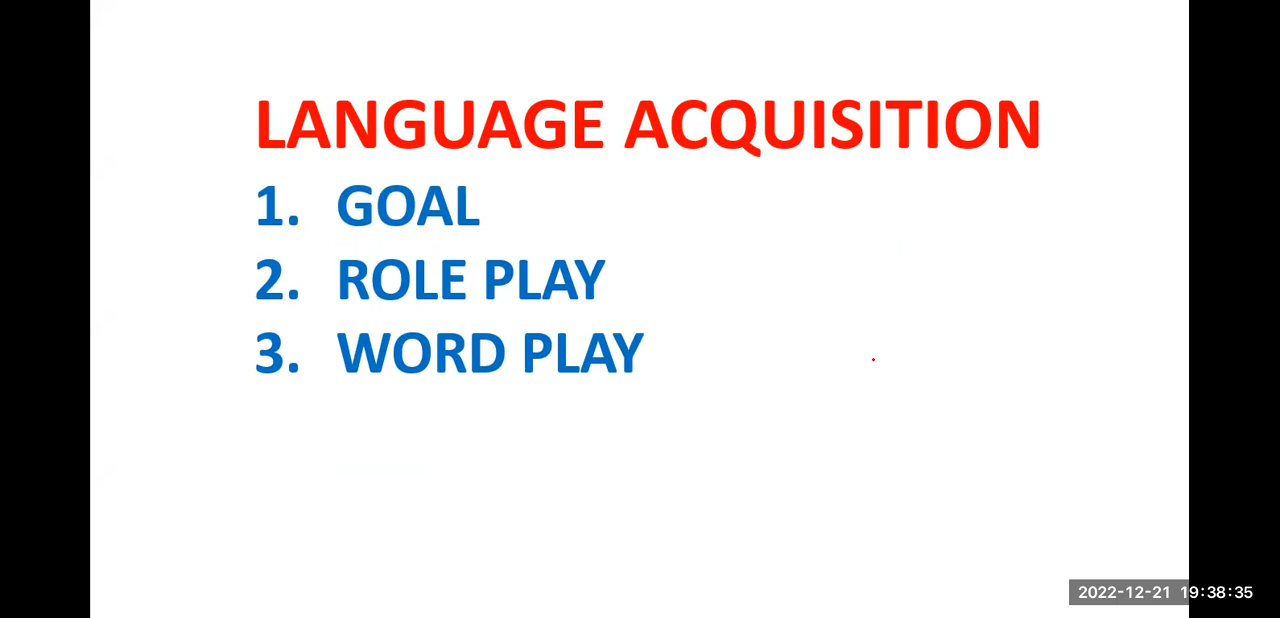 LANGUAGE ACQUISITION
1. GOAL
2. ROLE PLAY
3. WORD PLAY
2022-12-21 19:38:35